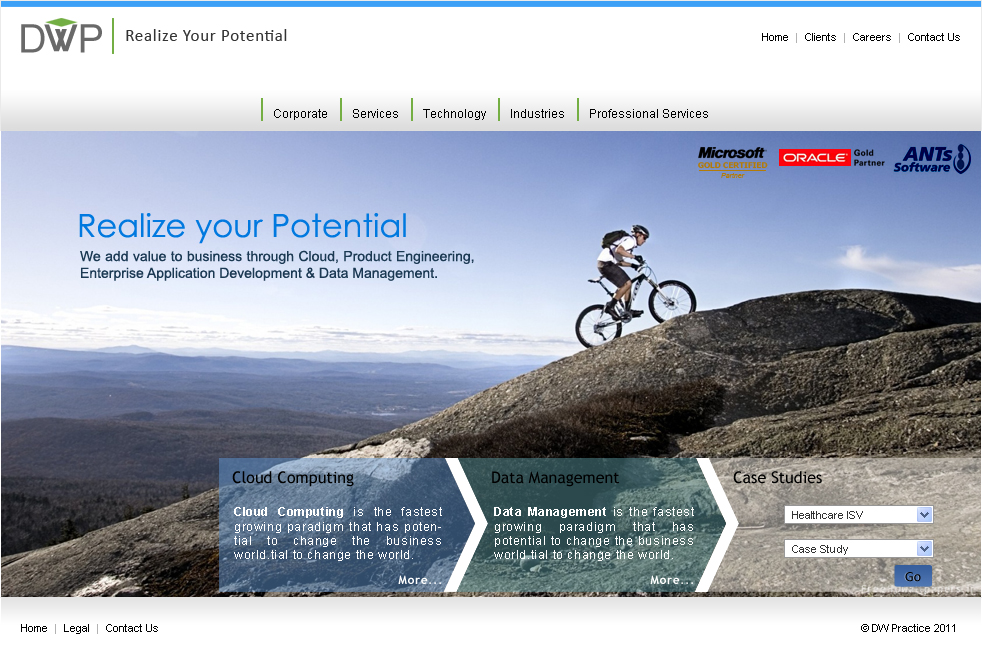 DWP
Realize Your Potential
Home | Clients | Careers | Contact Us
Corporate
Services
Technology
Industries
Professional Services
Microsoft
GOLD CERTIFIED
Partner
ORACLE
Gold
Partner
ANTs
Software
Realize your Potential
We add value to business through Cloud, Product Engineering,
Enterprise Application Development & Data Management.
Cloud Computing
Cloud Computing is the fastest
growing paradigm that has poten-
tial to change the business
world.tial to change the world.
More...
Data Management
Data Management is the fastest
growing paradigm that has
potential to change the business
world.tial to change the world.
More...
Case Studies
Healthcare ISV
Case Study
Go
Home | Legal | Contact Us
© DW Practice 2011